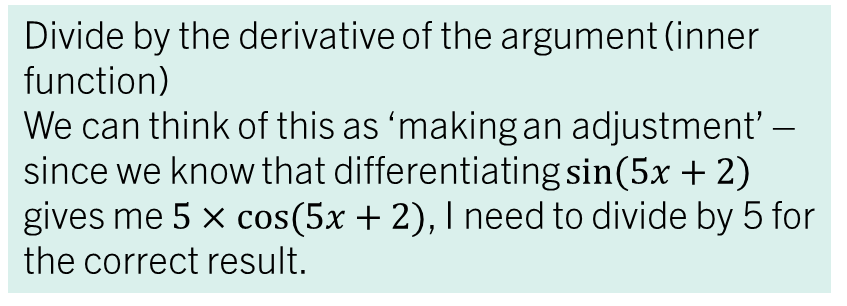 Divide by the derivative of the argument (inner
function)
We can think of this as ‘making an adjustment’ –
since we know that differentiating sin(5𝑥 + 2)
gives me 5 × cos(5𝑥 + 2), I need to divide by 5 for
the correct result.